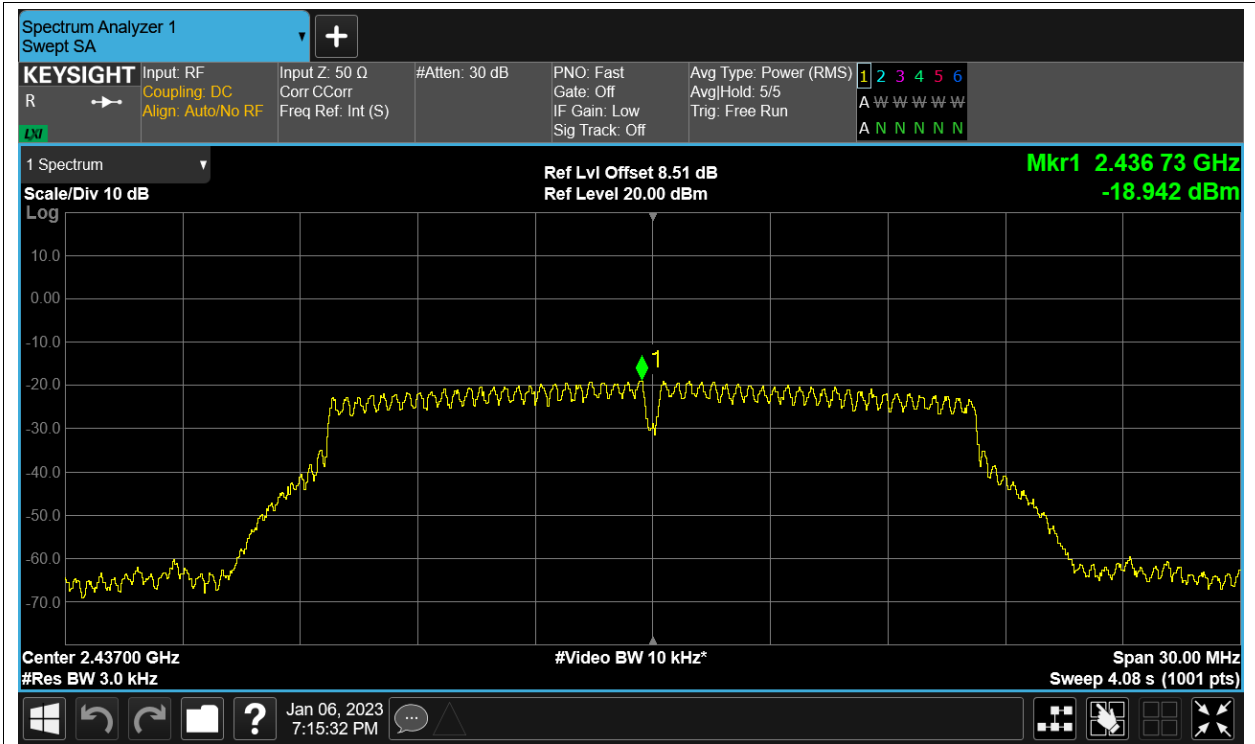 Spectrum Analyzer 1
Swept SA
KEYSIGHT
R
LXI
Input: RF
Coupling: DC
Align: Auto/No RF
Input Z: 50 Ω
Corr CCorr
Freq Ref: Int (S)
#Atten: 30 dB
PNO: Fast
Gate: Off
IF Gain: Low
Sig Track: Off
Avg Type: Power (RMS)
Avg|Hold: 5/5
Trig: Free Run
1 2 3 4 5 6
A W W W W W
A N N N N N
1 Spectrum
Scale/Div 10 dB
Log
Ref Lvl Offset 8.51 dB
Ref Level 20.00 dBm
Mkr1 2.436 73 GHz
-18.942 dBm
10.0
0.00
-10.0
1
-20.0
-30.0
-40.0
-50.0
-60.0
-70.0
Center 2.43700 GHz
#Res BW 3.0 kHz
#Video BW 10 kHz*
Span 30.00 MHz
Sweep 4.08 s (1001 pts)
?
Jan 06, 2023
7:15:32 PM